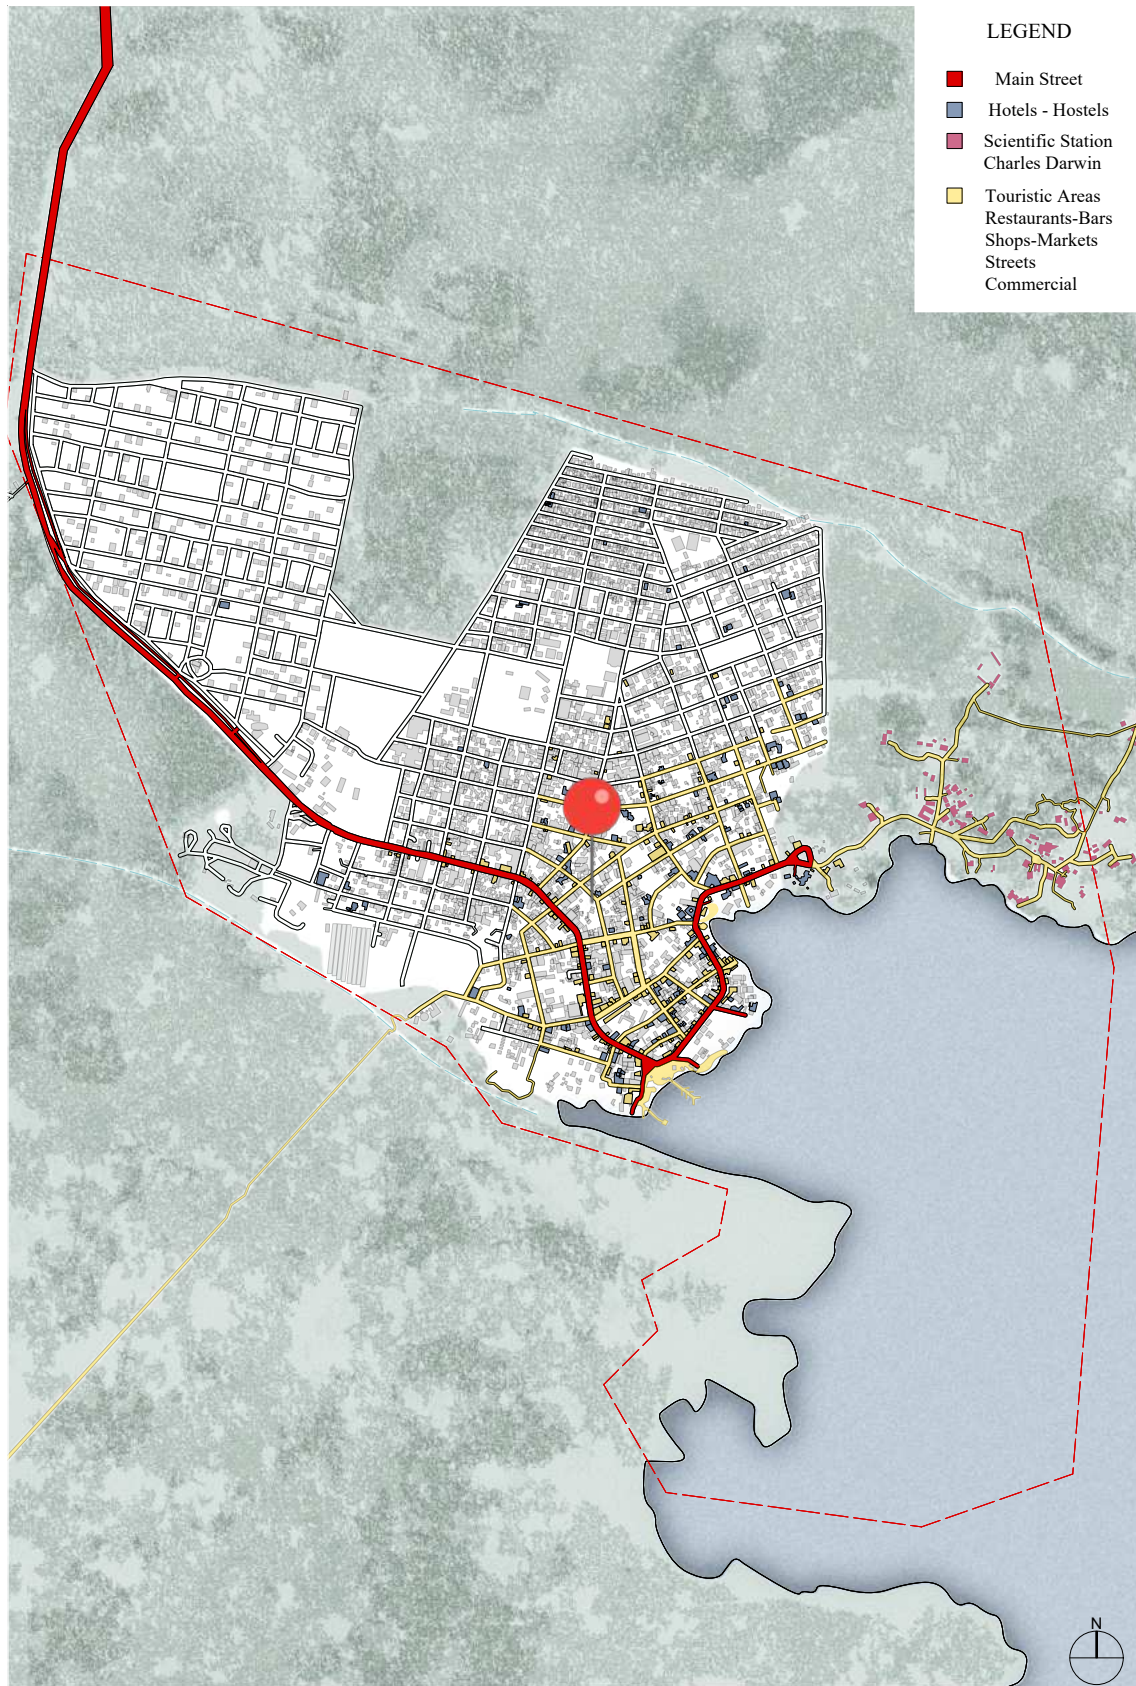 LEGEND
Main Street
Hotels - Hostels
Scientific Station
Charles Darwin
Touristic Areas
Restaurants-Bars
Shops-Markets
Streets
Commercial
N